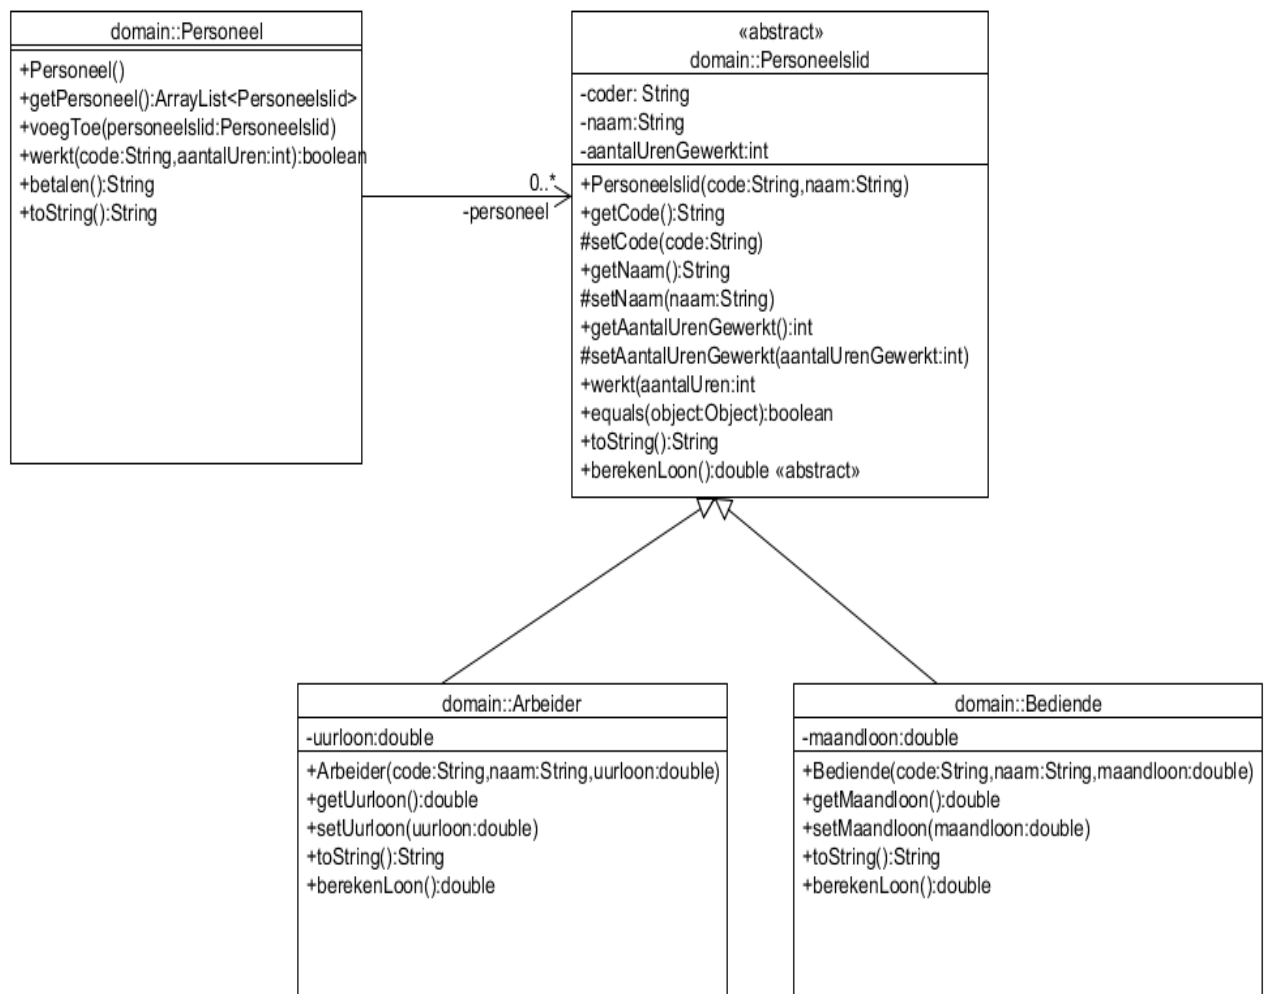 domain::Personeel
+Personeel()
+getPersoneel():ArrayList<Personeelslid>
+voegToe(personeelslid:Personeelslid)
+werkt(code:String,aantalUren:int):boolean
+betalen():String
+toString():String
0..*
-personeel
«abstract»
domain::Personeelslid
-coder: String
-naam:String
-aantalUrenGewerkt:int
+Personeelslid(code:String,naam:String)
+getCode():String
#setCode(code:String)
+getNaam():String
#setNaam(naam:String)
+getAantalUrenGewerkt():int
#setAantalUrenGewerkt(aantalUrenGewerkt:int)
+werkt(aantalUren:int
+equals(object:Object):boolean
+toString():String
+berekenLoon():double «abstract»
domain::Arbeider
-uurloon:double
+Arbeider(code:String,naam:String,uurloon:double)
+getUurloon():double
+setUurloon(uurloon:double)
+toString():String
+berekenLoon():double
domain::Bediende
-maandloon:double
+Bediende(code:String,naam:String,maandloon:double)
+getMaandloon():double
+setMaandloon(maandloon:double)
+toString():String
+berekenLoon():double